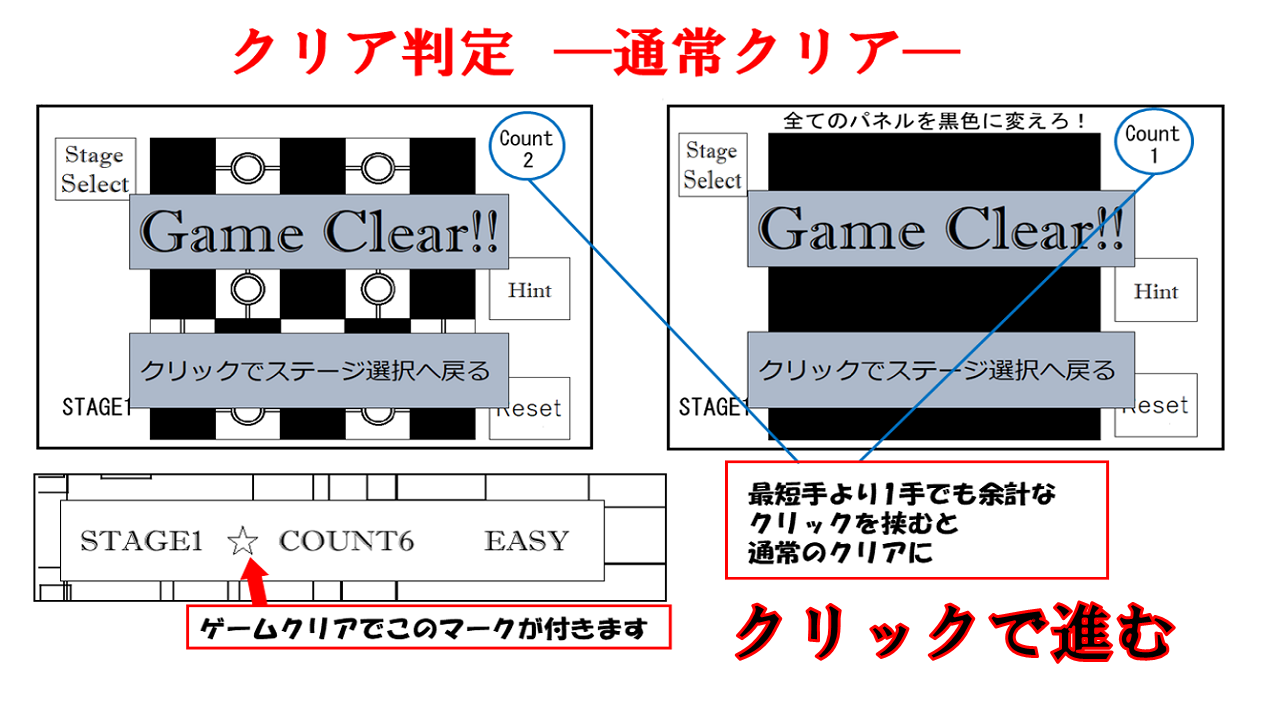 クリア判定 ―通常クリア―
Stage
Select
Count
2
Game Clear!!
Hint
クリックでステージ選択へ戻る
STAGE1
Reset
全てのパネルを黒色に変えろ！
Stage
Select
Count
1
Game Clear!!
Hint
クリックでステージ選択へ戻る
STAGE1
Reset
STAGE1 ☆ COUNT6 EASY
ゲームクリアでこのマークが付きます
最短手より1手でも余計な
クリックを挟むと
通常のクリアに
クリックで進む